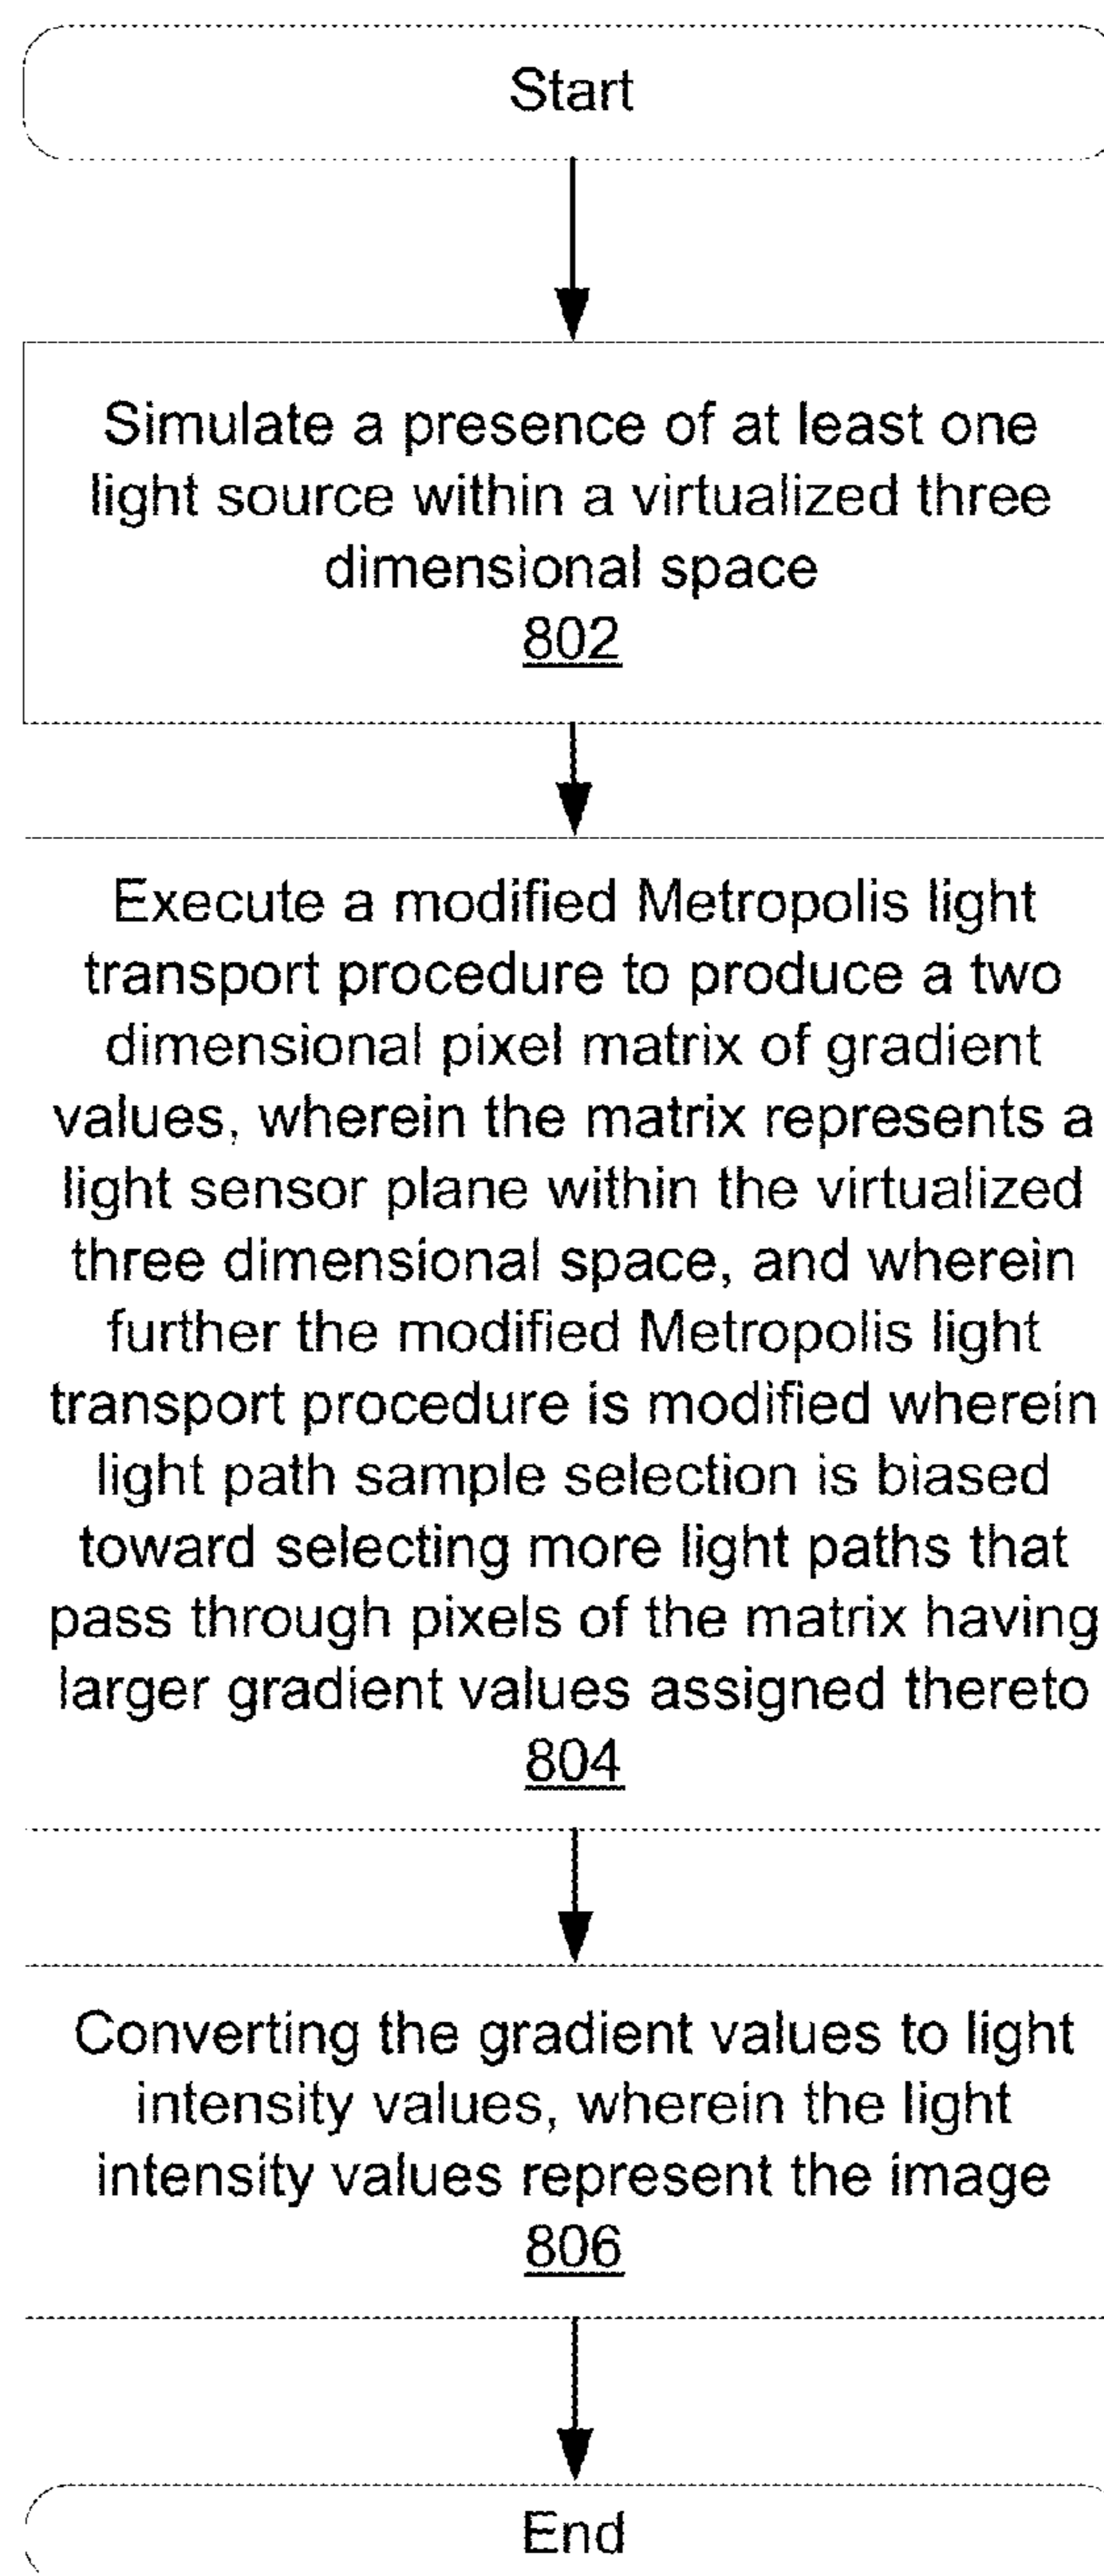 Start
Simulate a presence of at least one
light source within a virtualized three
dimensional space
802
Execute a modified Metropolis light
transport procedure to produce a two
dimensional pixel matrix of gradient
values, wherein the matrix represents a
light sensor plane within the virtualized
three dimensional space, and wherein
further the modified Metropolis light
transport procedure is modified wherein
light path sample selection is biased
toward selecting more light paths that
pass through pixels of the matrix having
larger gradient values assigned thereto
804
Converting the gradient values to light
intensity values, wherein the light
intensity values represent the image
806
End